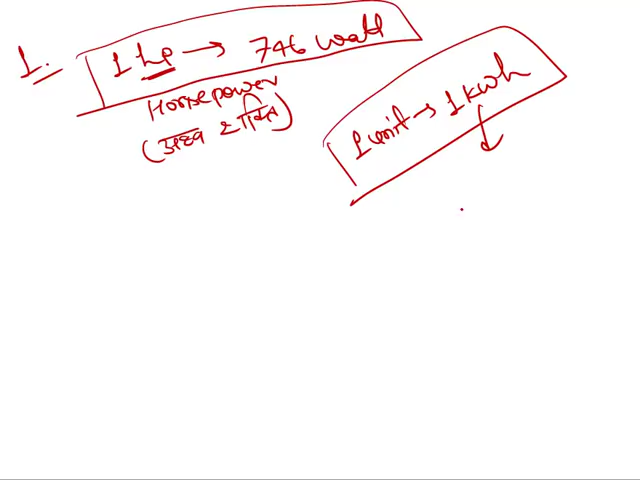 1. 1 hp → 746 watt
Horsepower
(अश्व शक्ति)
1 unit → 1 kwh